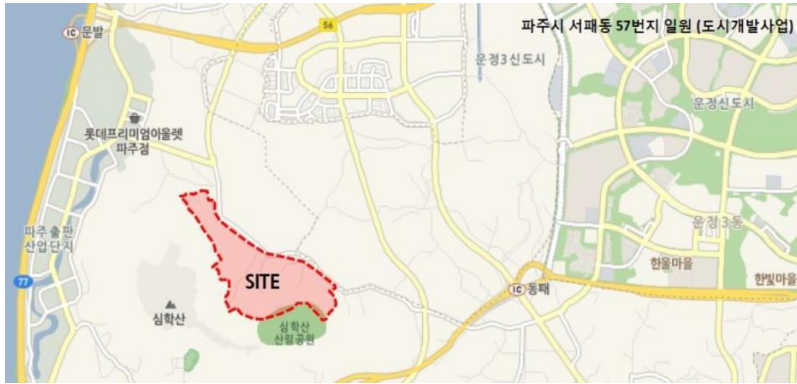 파주시 서패동 57번지 일원 (도시개발사업)
56
IC 문발
운정3신도시
운정신도시
롯데프리미엄아울렛
파주점
파주출판
산업단지
운정3동
한울마을
한빛마을
77
SITE
IC 동패
심학산
심학산
산림공원